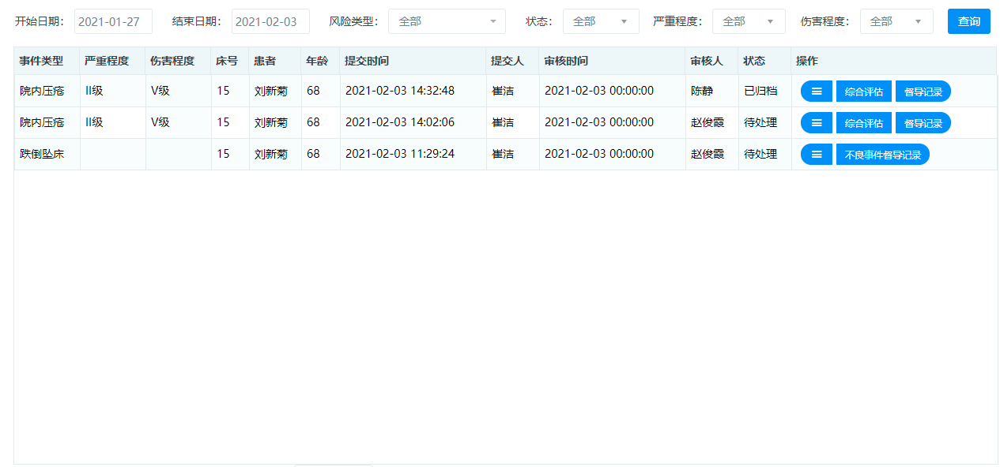 开始日期： 2021-01-27 结束日期： 2021-02-03 风险类型： 全部 状态： 全部 严重程度： 全部 伤害程度： 全部 查询
事件类型 严重程度 伤害程度 床号 患者 年龄 提交时间 提交人 审核时间 审核人 状态 操作
院内压疮 II级 V级 15 刘新菊 68 2021-02-03 14:32:48 崔洁 2021-02-03 00:00:00 陈静 已归档 综合评估 督导记录
院内压疮 II级 V级 15 刘新菊 68 2021-02-03 14:02:06 崔洁 2021-02-03 00:00:00 赵俊霞 待处理 综合评估 督导记录
跌倒坠床 15 刘新菊 68 2021-02-03 11:29:24 崔洁 2021-02-03 00:00:00 赵俊霞 待处理 不良事件督导记录